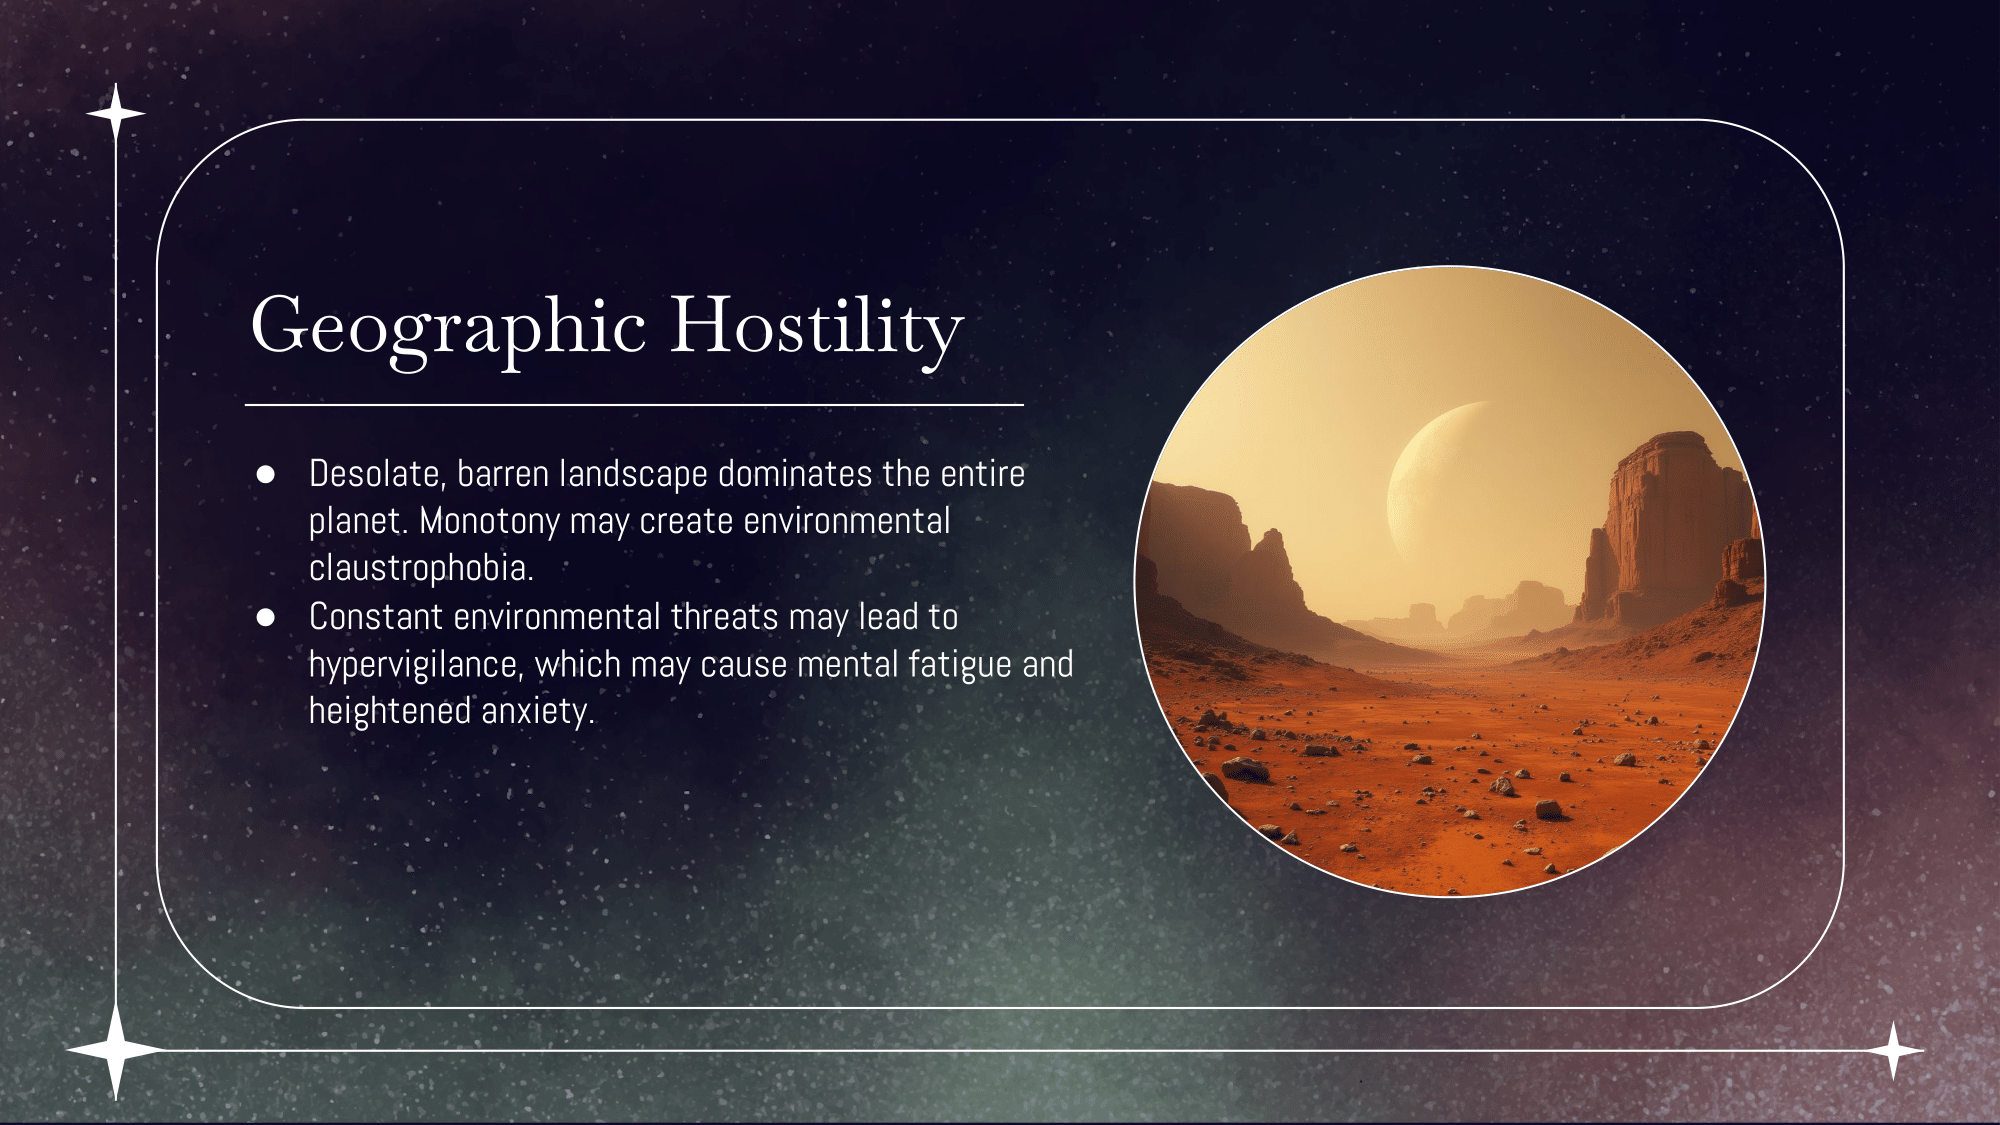 Geographic Hostility
● Desolate, barren landscape dominates the entire
planet. Monotony may create environmental
claustrophobia.
● Constant environmental threats may lead to
hypervigilance, which may cause mental fatigue and
heightened anxiety.